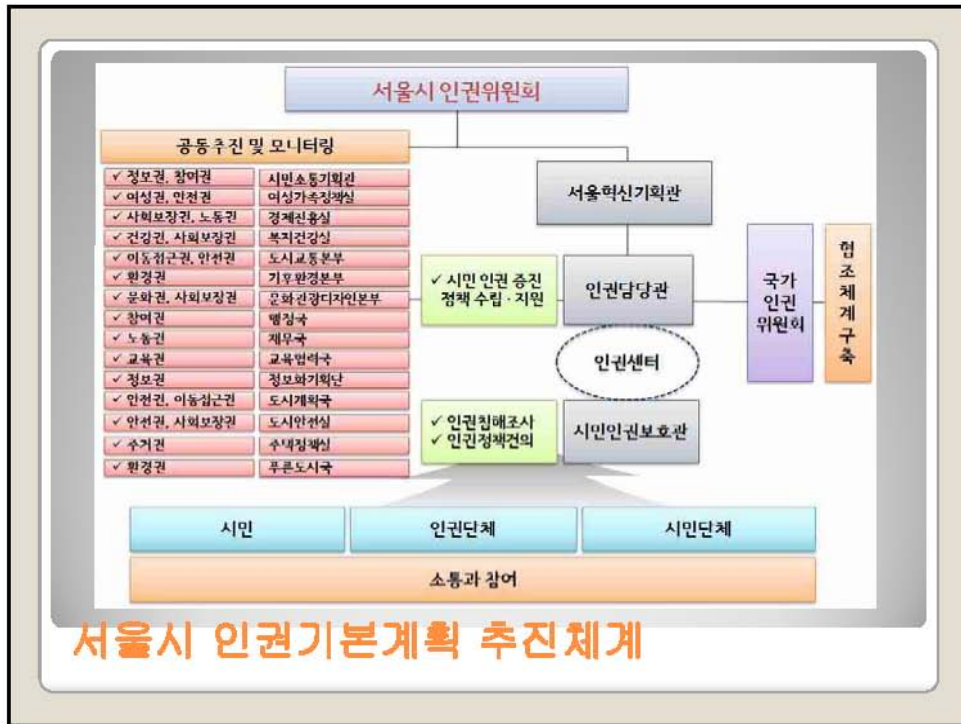 서울시 인권위원회
공동추진 및 모니터링
✓ 정보권, 참여권 시민소통기획관
✓ 여성권, 안전권 여성가족정책실
✓ 사회보장권, 노동권 경제진흥실
✓ 건강권, 사회보장권 복지건강실
✓ 이동접근권, 안전권 도시교통본부
✓ 환경권 기후환경본부
✓ 문화권, 사회보장권 문화관광디자인본부
✓ 참여권 행정국
✓ 노동권 재무국
✓ 교육권 교육협력국
✓ 정보권 정보화기획단
✓ 안전권, 이동접근권 도시계획국
✓ 안전권, 사회보장권 도시안전실
✓ 주거권 주택정책실
✓ 환경권 푸른도시국
서울혁신기획관
✓ 시민 인권 증진
정책 수립 · 지원
인권담당관
국가
인권
위원회
협조체계구축
인권센터
✓ 인권침해조사
✓ 인권정책건의
시민인권보호관
시민
인권단체
시민단체
소통과 참여
서울시 인권기본계획 추진체계